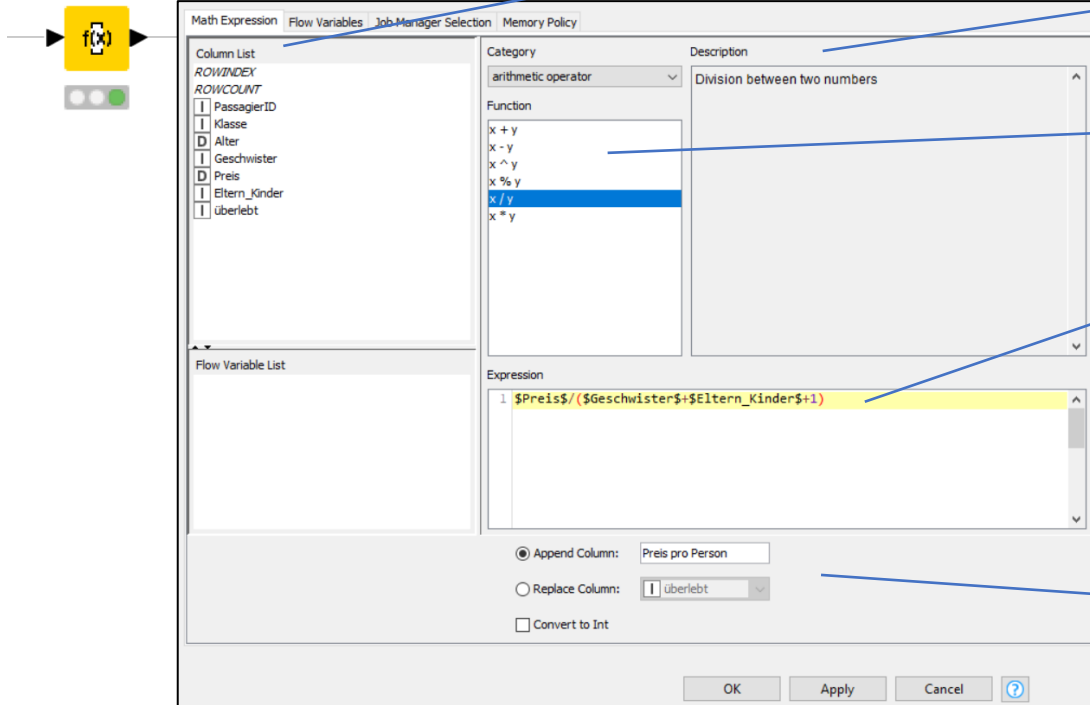 f(x)
Math Expression Flow Variables Job Manager Selection Memory Policy
Column List
ROWINDEX
ROWCOUNT
I PassagierID
I Klasse
D Alter
I Geschwister
D Preis
I Eltern_Kinder
I überlebt
Flow Variable List
Category
arithmetic operator
Function
x + y
x - y
x ^ y
x % y
x / y
x * y
Description
Division between two numbers
Expression
1 $Preis$/($Geschwister$+$Eltern_Kinder$+1)
Append Column: Preis pro Person
Replace Column: I überlebt
Convert to Int
OK Apply Cancel ?